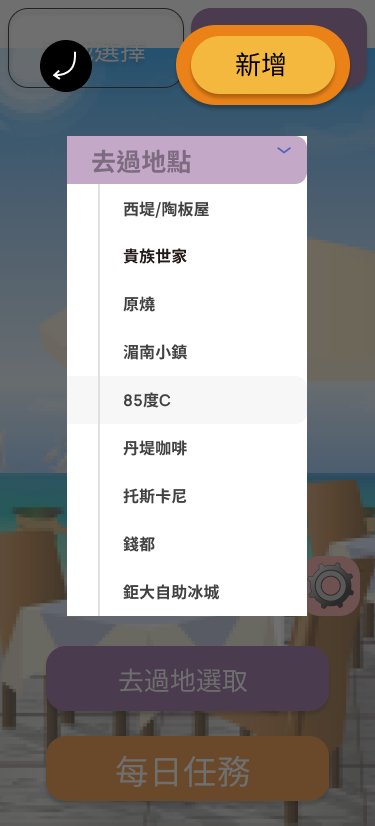 選擇
新增
去過地點
西堤/陶板屋
貴族世家
原燒
湄南小鎮
85度C
丹堤咖啡
托斯卡尼
錢都
鉅大自助冰城
去過地選取
每日任務